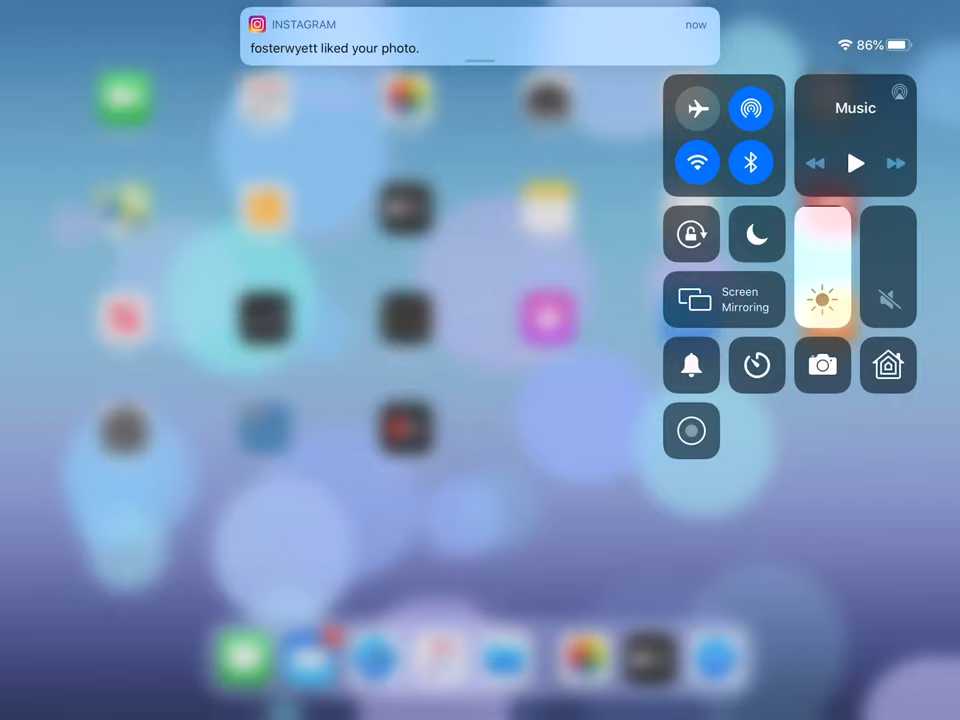 INSTAGRAM
now
fosterwyett liked your photo.
86%
Music
Screen
Mirroring